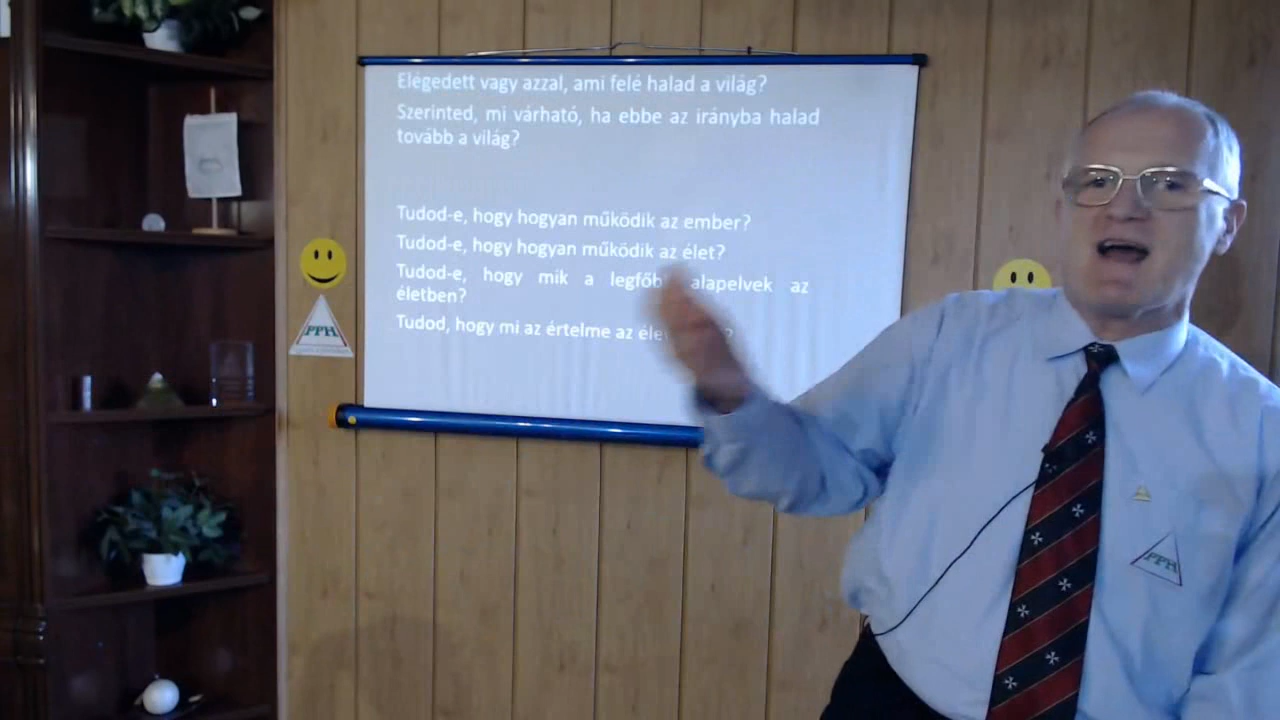 Elégedett vagy azzal, ami felé halad a világ?
Szerinted, mi várható, ha ebbe az irányba halad
tovább a világ?
Tudod-e, hogy hogyan működik az ember?
Tudod-e, hogy hogyan működik az élet?
Tudod-e, hogy mik a legfőbb alapelvek az
életben?
Tudod, hogy mi az értelme az
PPH
PPH